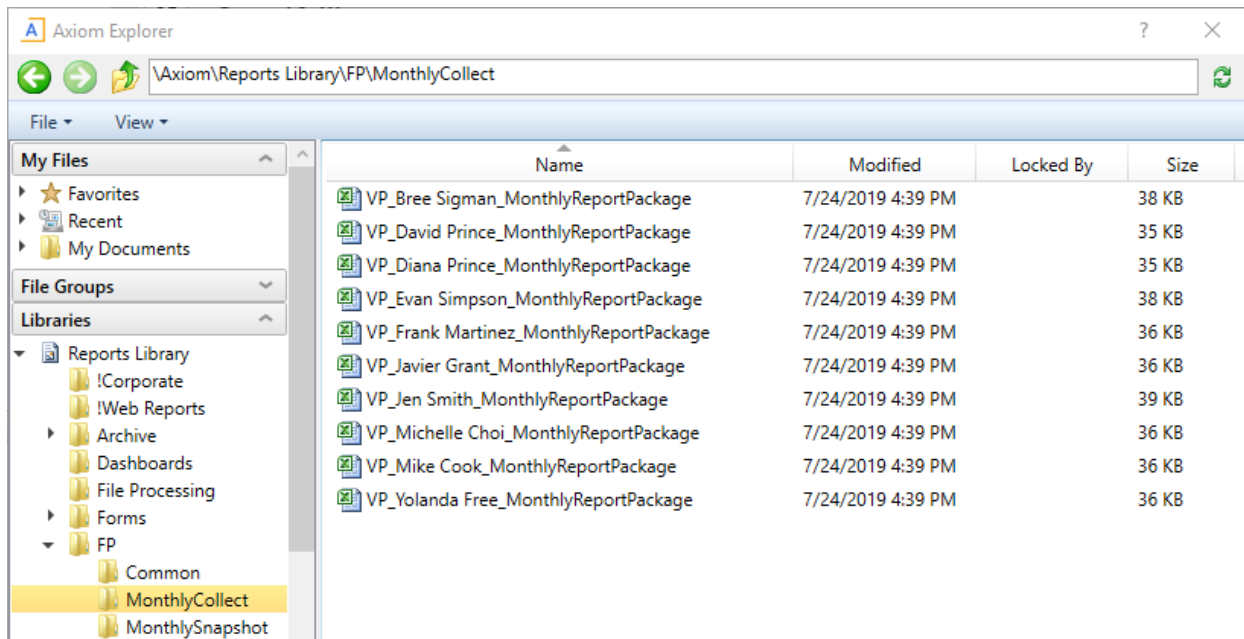 A Axiom Explorer ?
\Axiom\Reports Library\FP\MonthlyCollect
File View
My Files
Favorites
Recent
My Documents
File Groups
Libraries
Reports Library
!Corporate
!Web Reports
Archive
Dashboards
File Processing
Forms
FP
Common
MonthlyCollect
MonthlySnapshot
Name Modified Locked By Size
VP_Bree Sigman_MonthlyReportPackage 7/24/2019 4:39 PM 38 KB
VP_David Prince_MonthlyReportPackage 7/24/2019 4:39 PM 35 KB
VP_Diana Prince_MonthlyReportPackage 7/24/2019 4:39 PM 35 KB
VP_Evan Simpson_MonthlyReportPackage 7/24/2019 4:39 PM 38 KB
VP_Frank Martinez_MonthlyReportPackage 7/24/2019 4:39 PM 36 KB
VP_Javier Grant_MonthlyReportPackage 7/24/2019 4:39 PM 36 KB
VP_Jen Smith_MonthlyReportPackage 7/24/2019 4:39 PM 39 KB
VP_Michelle Choi_MonthlyReportPackage 7/24/2019 4:39 PM 36 KB
VP_Mike Cook_MonthlyReportPackage 7/24/2019 4:39 PM 36 KB
VP_Yolanda Free_MonthlyReportPackage 7/24/2019 4:39 PM 36 KB